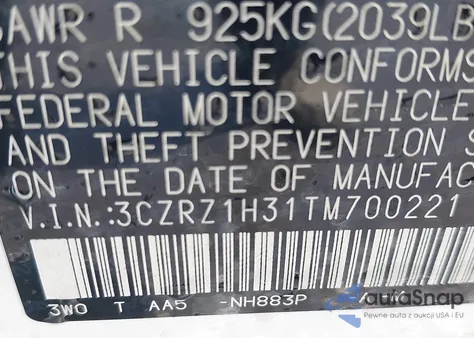 GAWR R 925KG(2039LB
THIS VEHICLE CONFORMS
FEDERAL MOTOR VEHICLE
AND THEFT PREVENTION S
ON THE DATE OF MANUFAC
V.I.N.:3CZRZ1H31TM700221
3WO T AA5 -NH883P
autoSnap
Pewne auta z aukcji USA i EU